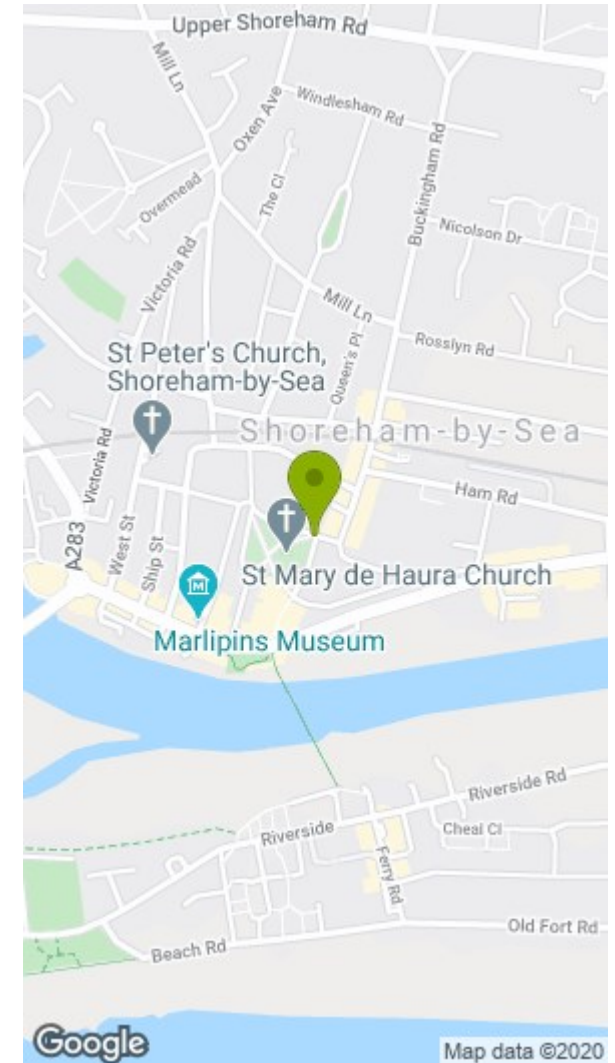 Upper Shoreham Rd
Mill Ln
Oxen Ave
Windlesham Rd
Overmead
The Cl
Buckingham Rd
Nicolson Dr
Victoria Rd
Mill Ln
Rosslyn Rd
Queen's Pl
St Peter's Church,
Shoreham-by-Sea
Shoreham-by-Sea
Victoria Rd
Ham Rd
A283
West St
Ship St
St Mary de Haura Church
M
Marlipins Museum
Riverside Rd
Riverside
Cheal Cl
Ferry Rd
Old Fort Rd
Beach Rd
Google
Map data ©2020